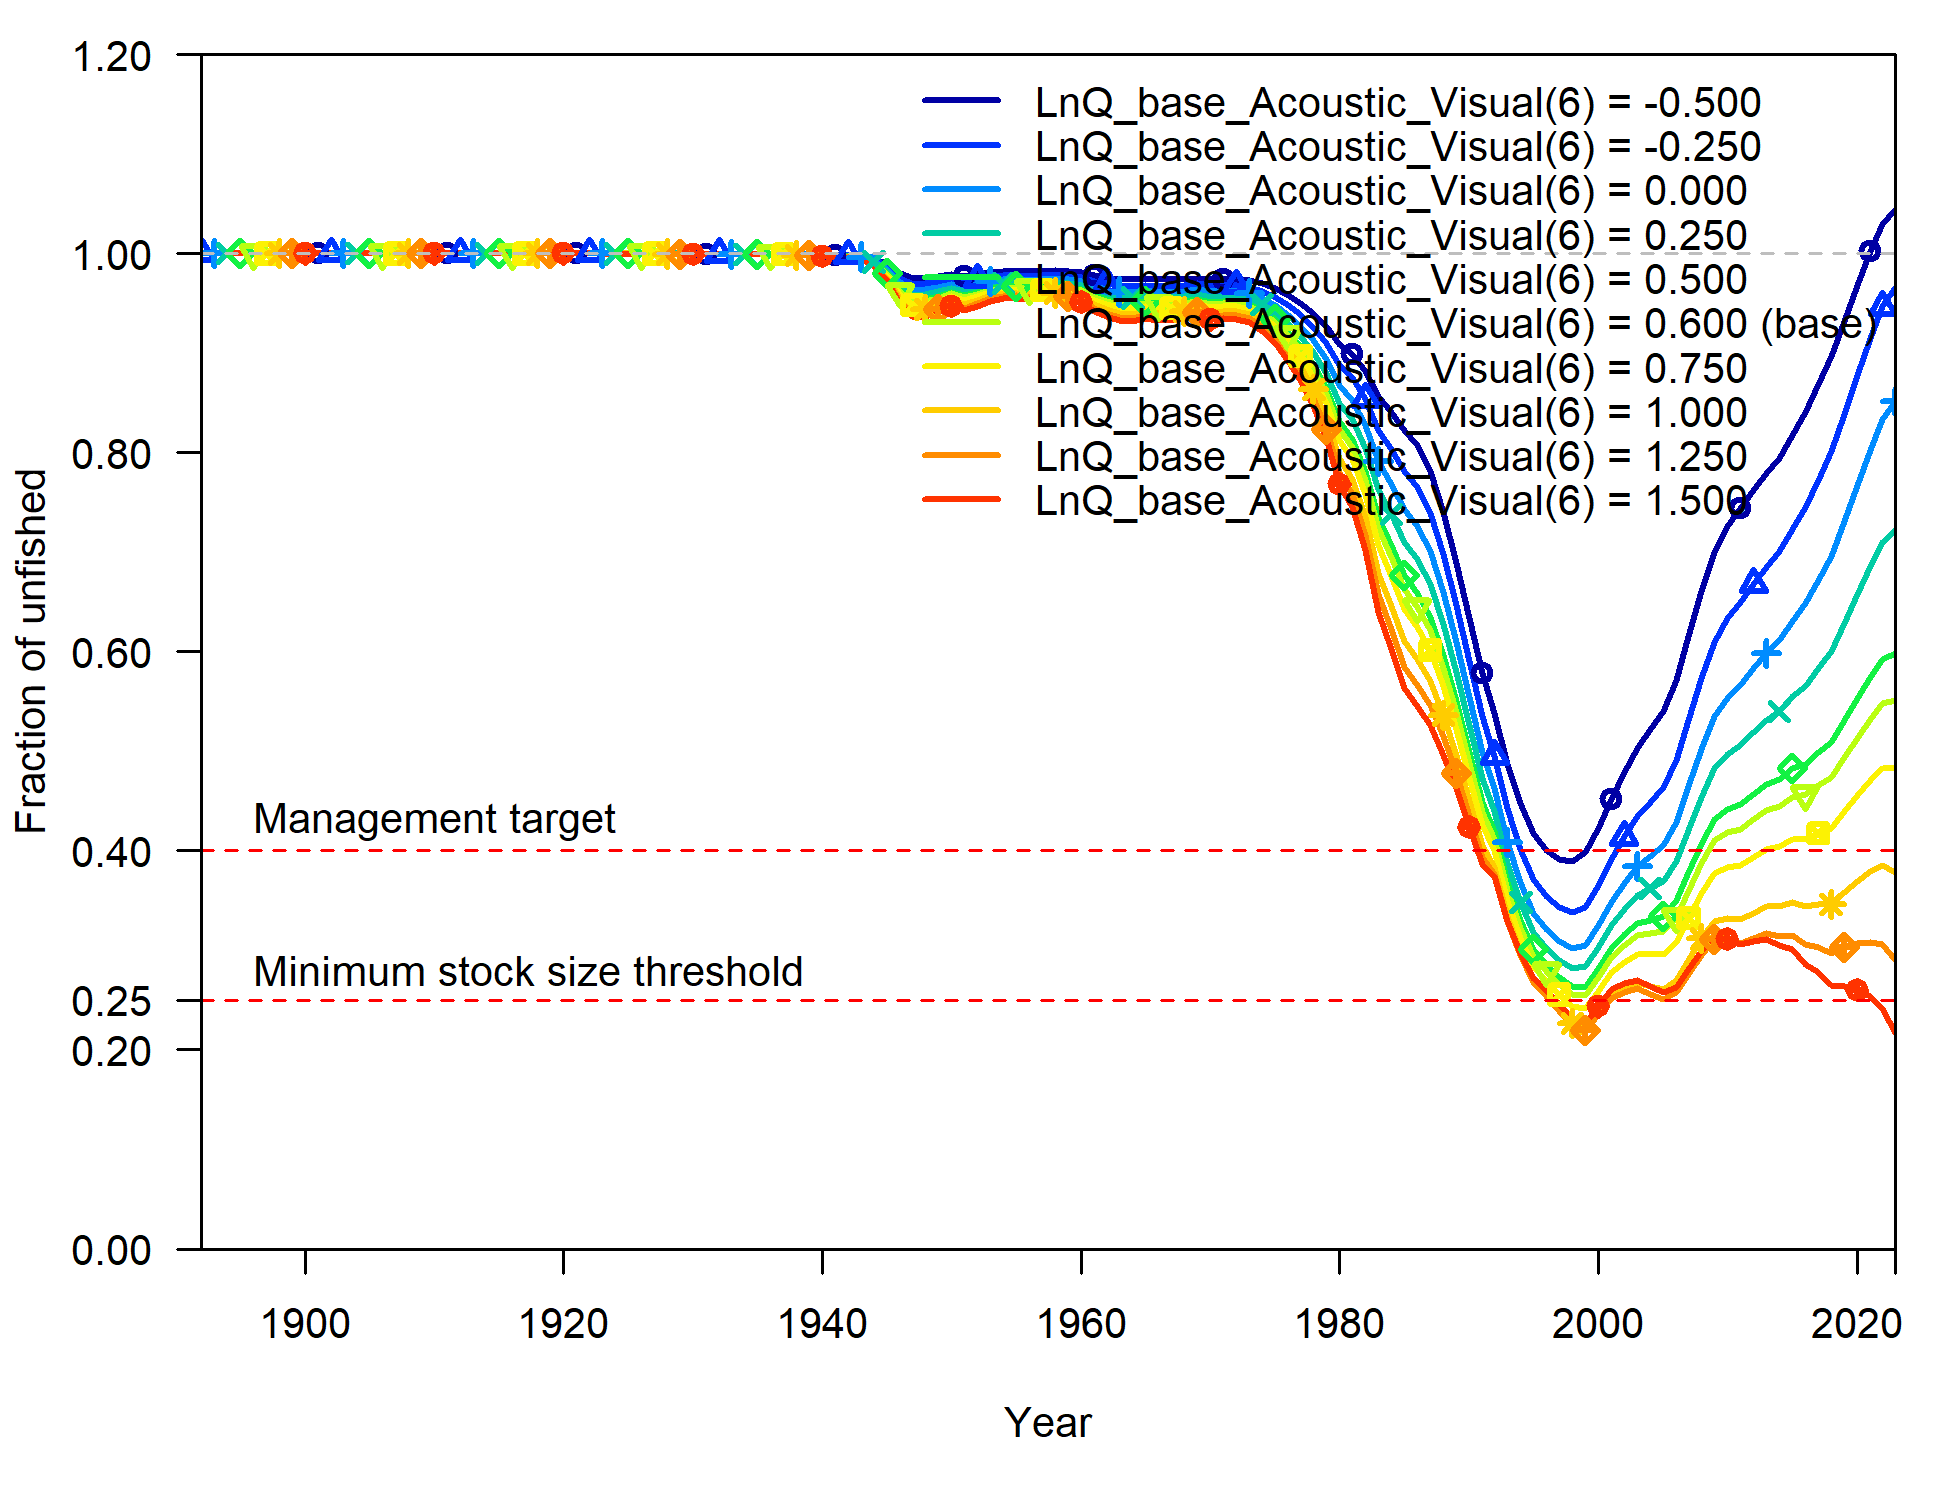 1.20
1.00
0.80
0.60
0.40
0.25
0.20
0.00
Fraction of unfished
LnQ_base_Acoustic_Visual(6) = -0.500
LnQ_base_Acoustic_Visual(6) = -0.250
LnQ_base_Acoustic_Visual(6) = 0.000
LnQ_base_Acoustic_Visual(6) = 0.250
LnQ_base_Acoustic_Visual(6) = 0.500
LnQ_base_Acoustic_Visual(6) = 0.600 (base)
LnQ_base_Acoustic_Visual(6) = 0.750
LnQ_base_Acoustic_Visual(6) = 1.000
LnQ_base_Acoustic_Visual(6) = 1.250
LnQ_base_Acoustic_Visual(6) = 1.500
Management target
Minimum stock size threshold
1900 1920 1940 1960 1980 2000 2020
Year